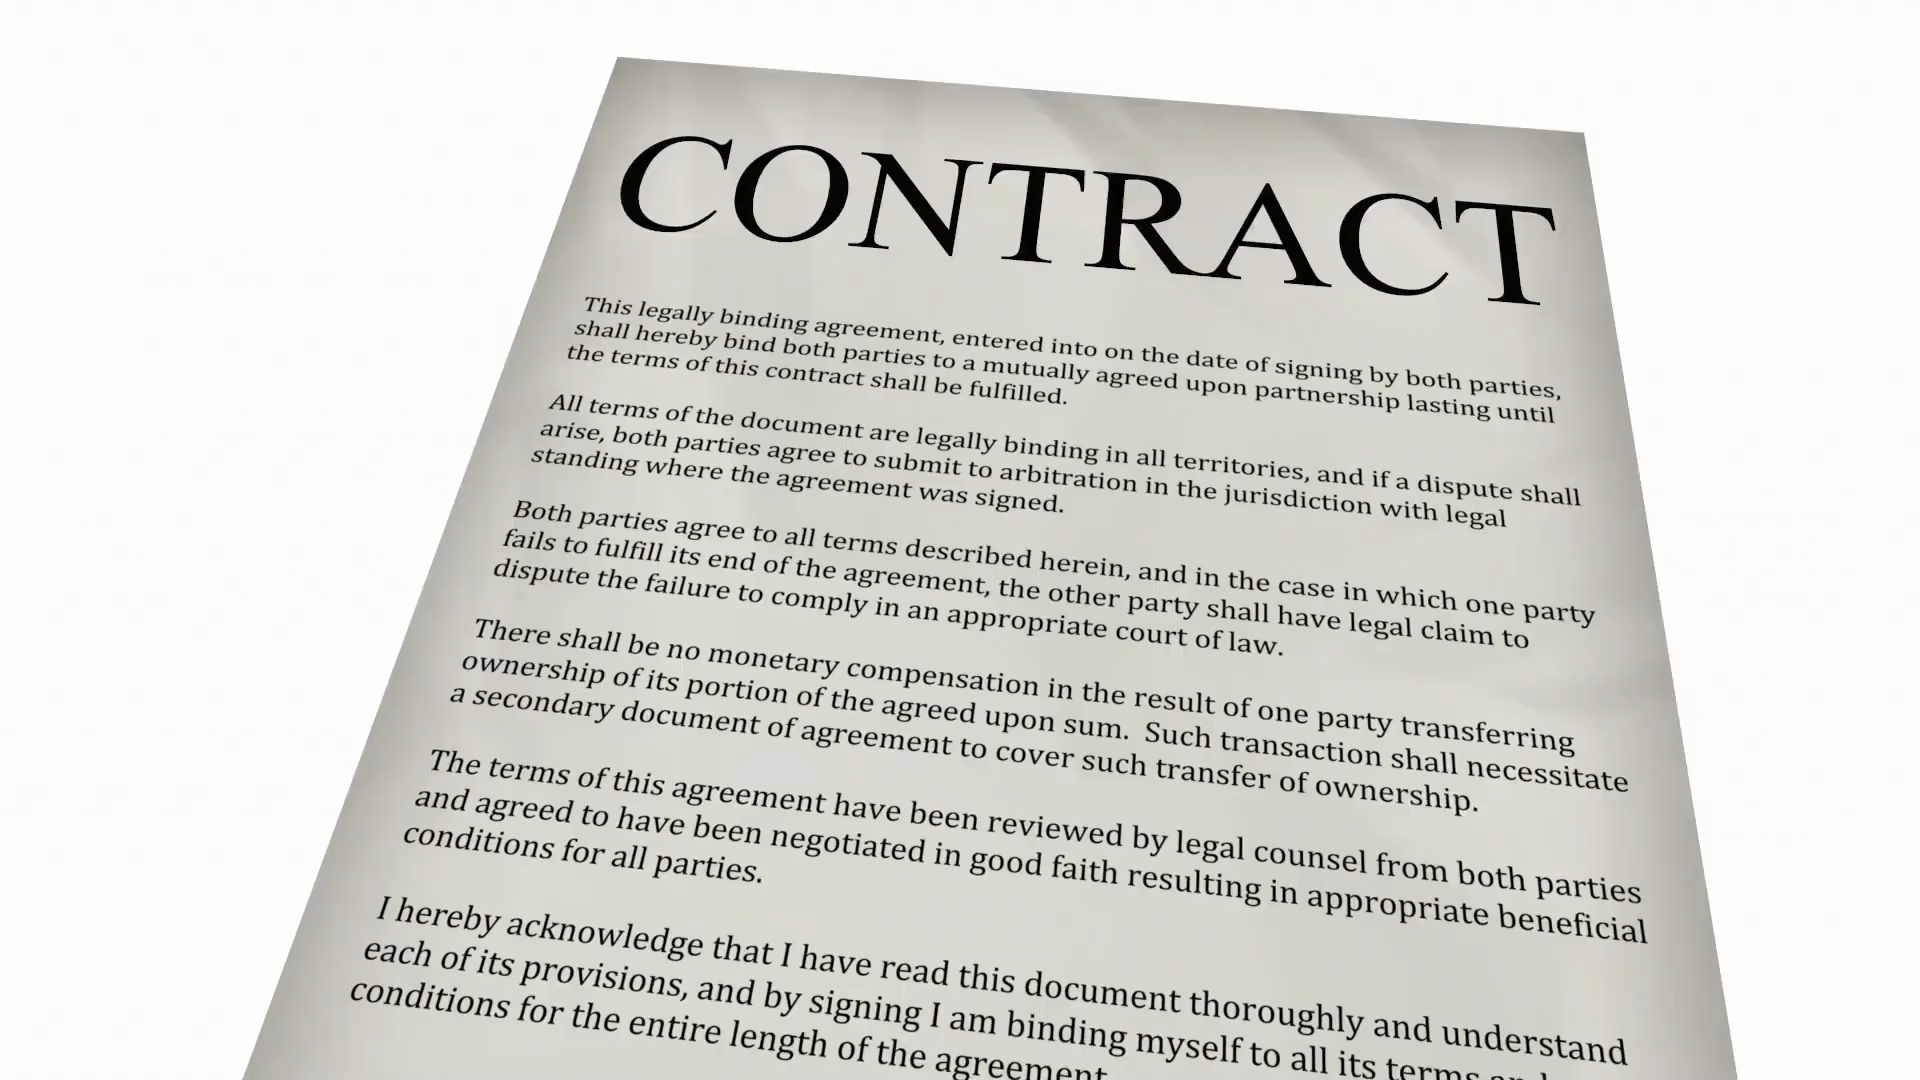 CONTRACT
This legally binding agreement, entered into on the date of signing by both parties,
shall hereby bind both parties to a mutually agreed upon partnership lasting until
the terms of this contract shall be fulfilled.
All terms of the document are legally binding in all territories, and if a dispute shall
arise, both parties agree to submit to arbitration in the jurisdiction with legal
standing where the agreement was signed.
Both parties agree to all terms described herein, and in the case in which one party
fails to fulfill its end of the agreement, the other party shall have legal claim to
dispute the failure to comply in an appropriate court of law.
There shall be no monetary compensation in the result of one party transferring
ownership of its portion of the agreed upon sum.  Such transaction shall necessitate
a secondary document of agreement to cover such transfer of ownership.
The terms of this agreement have been reviewed by legal counsel from both parties
and agreed to have been negotiated in good faith resulting in appropriate beneficial
conditions for all parties.
I hereby acknowledge that I have read this document thoroughly and understand
each of its provisions, and by signing I am binding myself to all its terms and
conditions for the entire length of the agreement